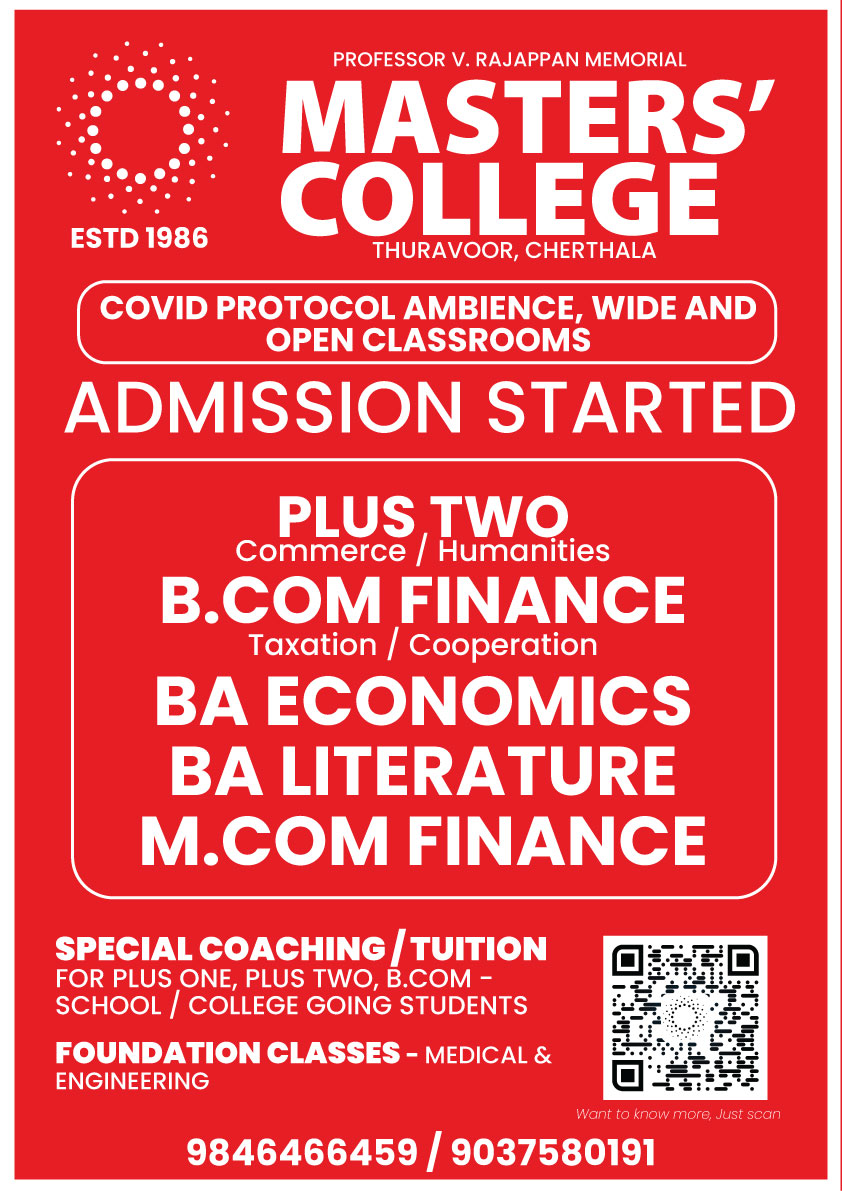 PROFESSOR V. RAJAPPAN MEMORIAL
MASTERS’
COLLEGE
THURAVOOR, CHERTHALA
ESTD 1986
COVID PROTOCOL AMBIENCE, WIDE AND
OPEN CLASSROOMS
ADMISSION STARTED
PLUS TWO
Commerce / Humanities
B.COM FINANCE
Taxation / Cooperation
BA ECONOMICS
BA LITERATURE
M.COM FINANCE
SPECIAL COACHING / TUITION
FOR PLUS ONE, PLUS TWO, B.COM -
SCHOOL / COLLEGE GOING STUDENTS
FOUNDATION CLASSES - MEDICAL &
ENGINEERING
Want to know more, Just scan
9846466459 / 9037580191